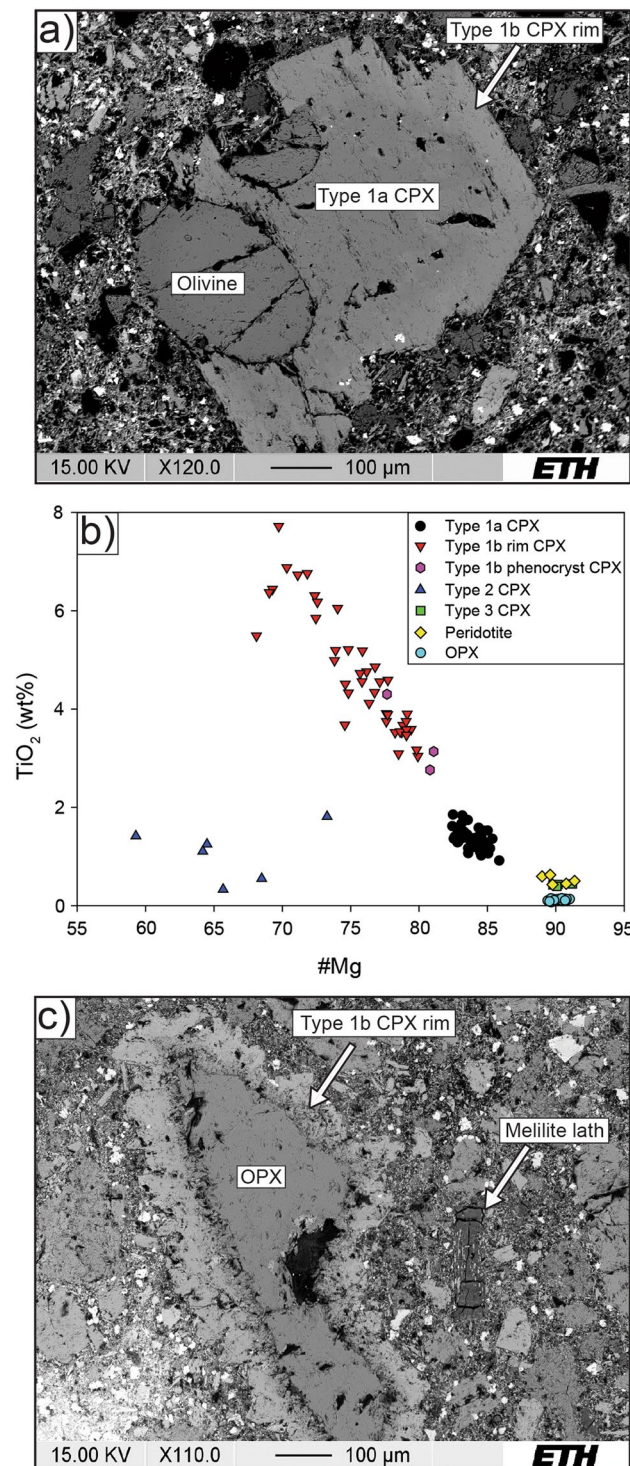 a)
Type 1b CPX rim
Type 1a CPX
Olivine
15.00 KV X120.0 100 µm ETH
b)
8
6
4
2
0
TiO2 (wt%)
Type 1a CPX
Type 1b rim CPX
Type 1b phenocryst CPX
Type 2 CPX
Type 3 CPX
Peridotite
OPX
55 60 65 70 75 80 85 90 95
#Mg
c)
Type 1b CPX rim
OPX
Melilite lath
15.00 KV X110.0 100 µm ETH